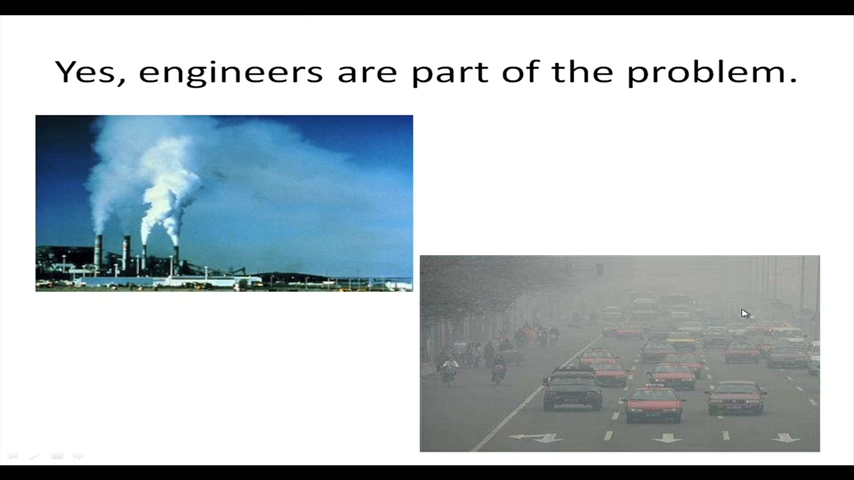 Yes, engineers are part of the problem.